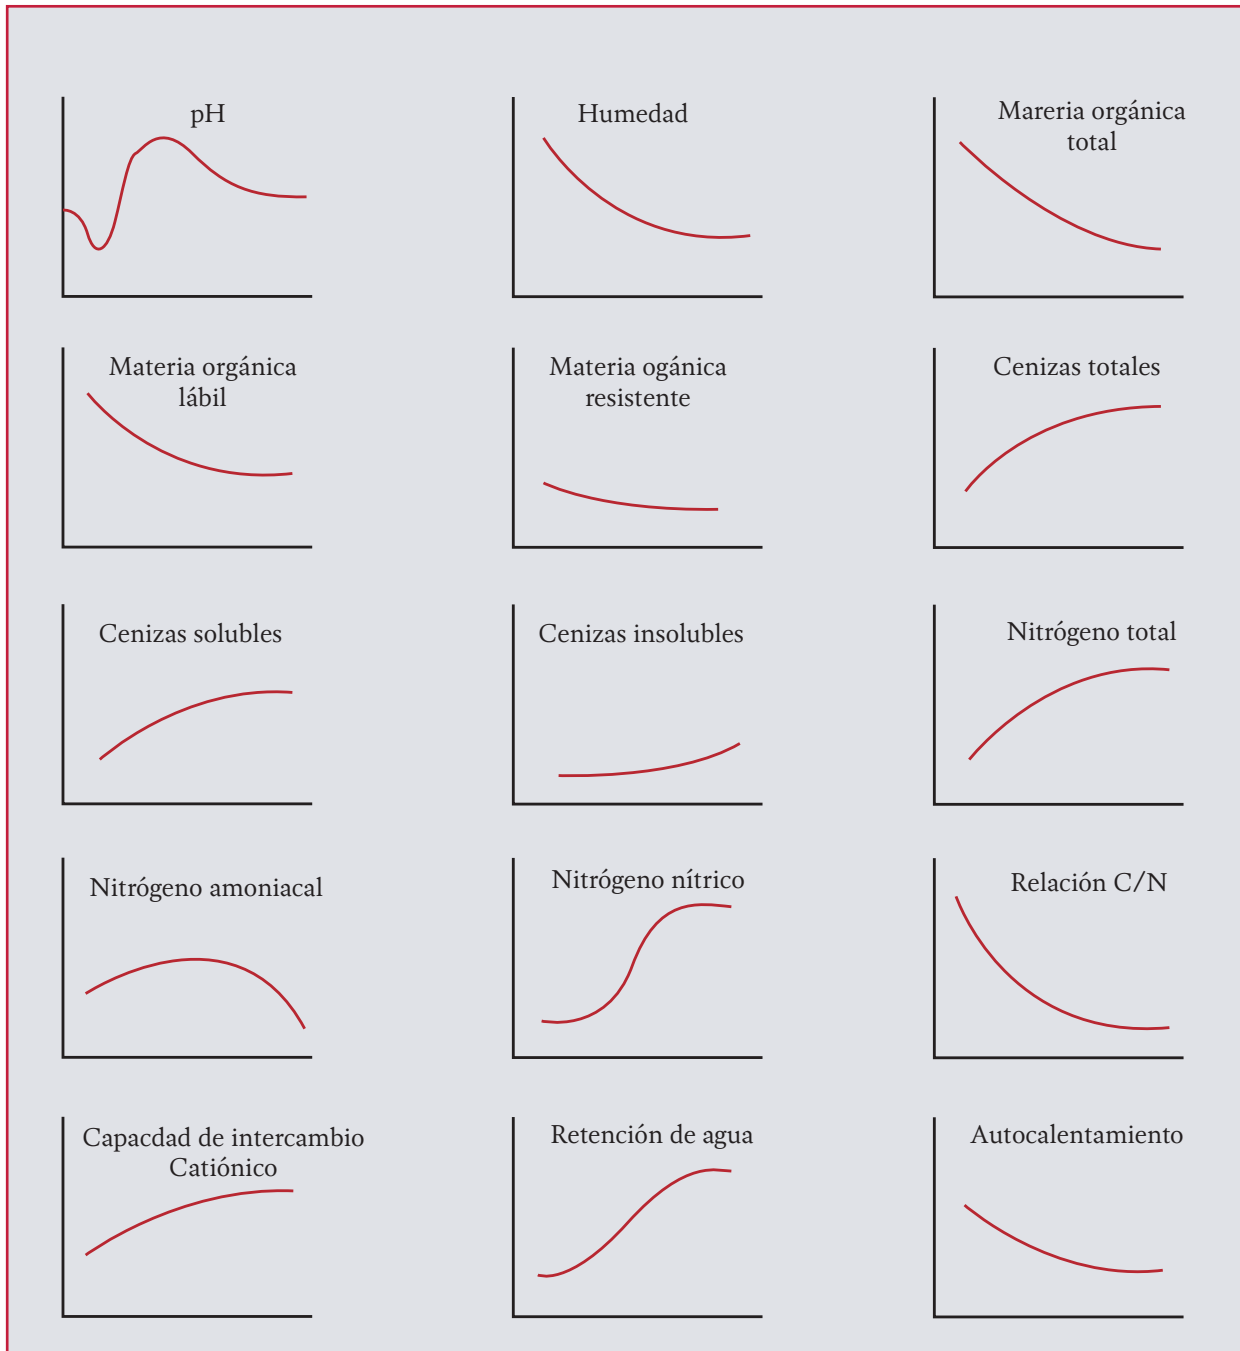 pH
Humedad
Mareria orgánica
total
Materia orgánica
lábil
Materia ogánica
resistente
Cenizas totales
Cenizas solubles
Cenizas insolubles
Nitrógeno total
Nitrógeno amoniacal
Nitrógeno nítrico
Relación C/N
Capacdad de intercambio
Catiónico
Retención de agua
Autocalentamiento